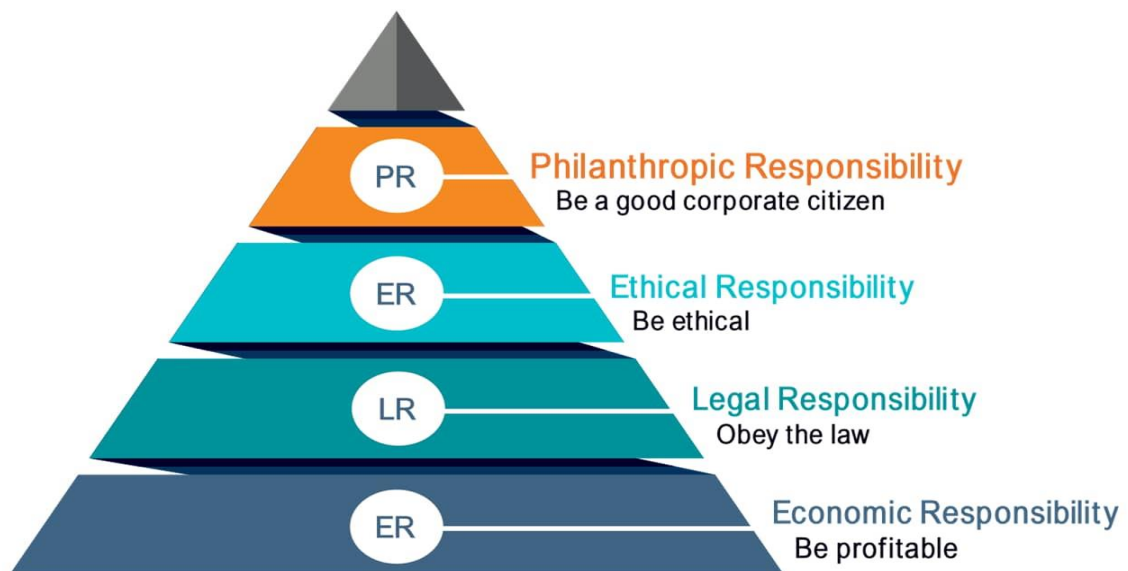 PR
Philanthropic Responsibility
Be a good corporate citizen
ER
Ethical Responsibility
Be ethical
LR
Legal Responsibility
Obey the law
ER
Economic Responsibility
Be profitable